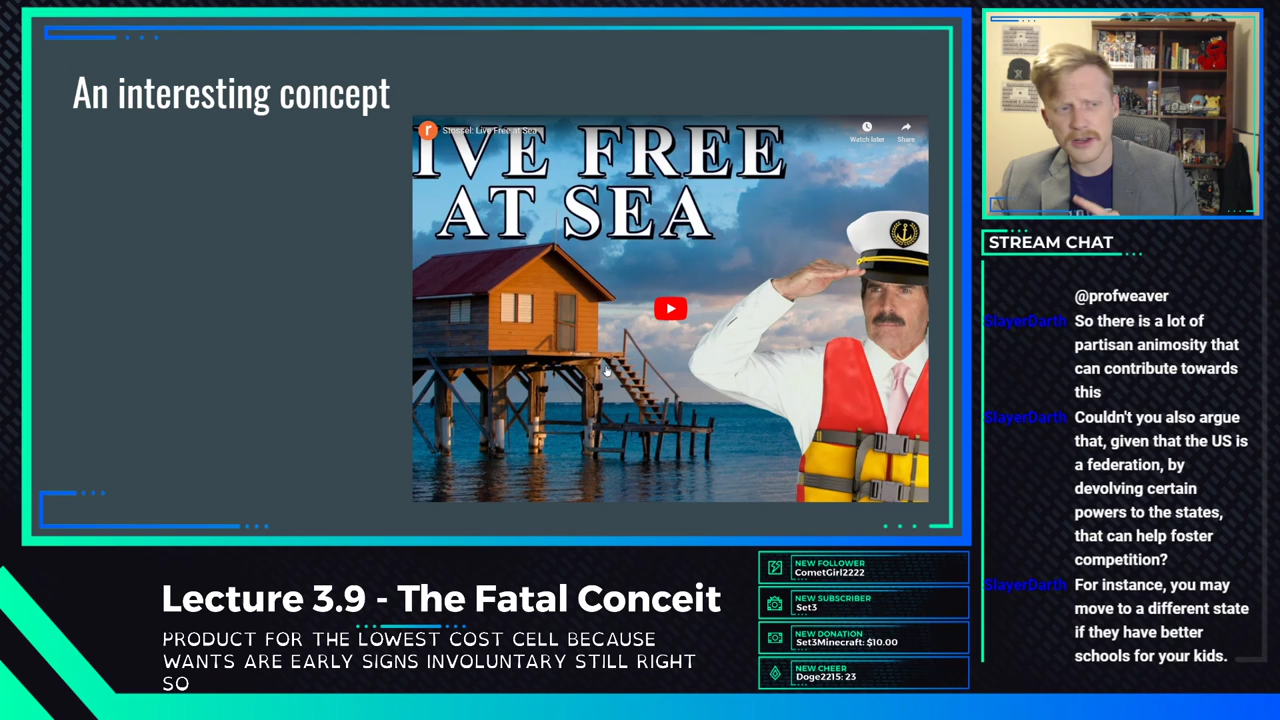 An interesting concept
r
Stossel: Live Free at Sea
Watch later
Share
IVE FREE
AT SEA
STREAM CHAT
@profweaver
SlayerDarth So there is a lot of
partisan animosity that
can contribute towards
this
SlayerDarth Couldn't you also argue
that, given that the US is
a federation, by
devolving certain
powers to the states,
that can help foster
competition?
SlayerDarth For instance, you may
move to a different state
if they have better
schools for your kids.
Lecture 3.9 - The Fatal Conceit
PRODUCT FOR THE LOWEST COST CELL BECAUSE
WANTS ARE EARLY SIGNS INVOLUNTARY STILL RIGHT
SO
NEW FOLLOWER
CometGirl2222
NEW SUBSCRIBER
Set3
NEW DONATION
Set3Minecraft: $10.00
NEW CHEER
Doge2215: 23